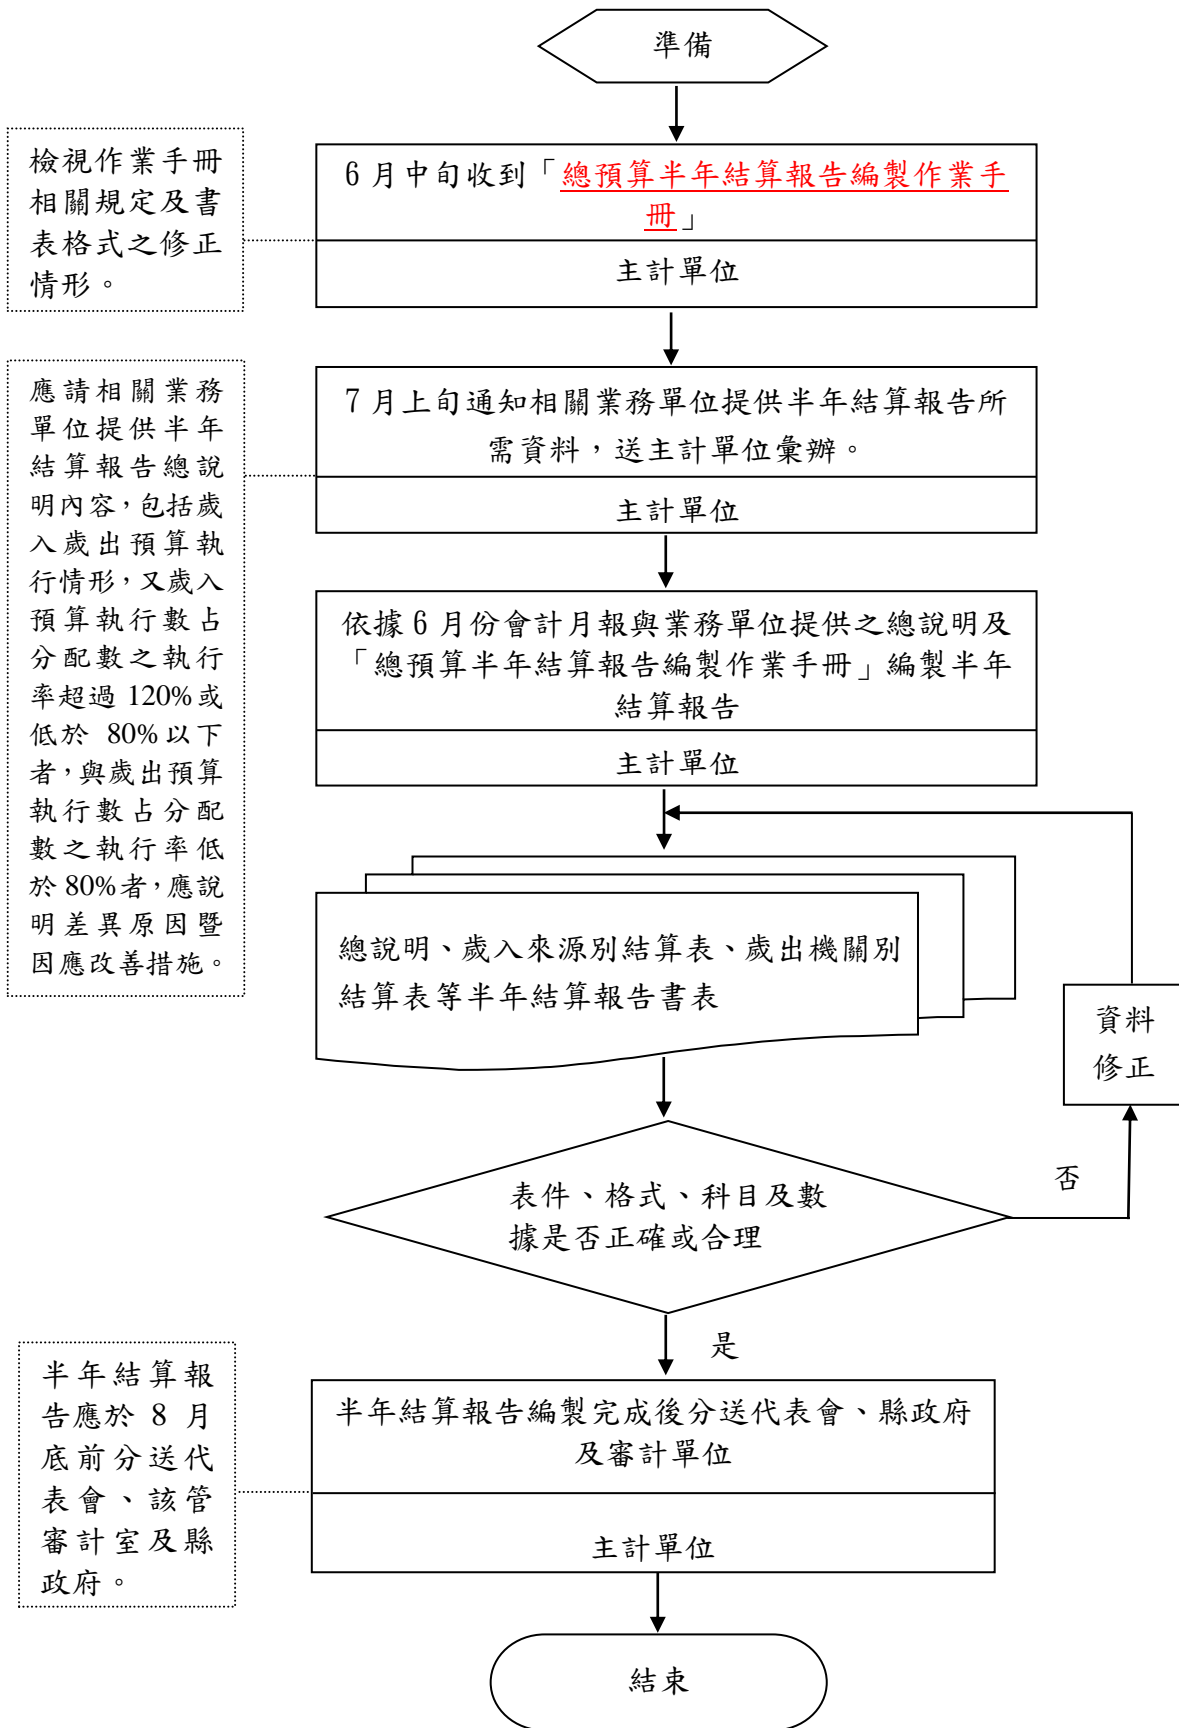 準備
檢視作業手冊
相關規定及書
表格式之修正
情形。
6 月中旬收到「總預算半年結算報告編製作業手
冊」
主計單位
應請相關業務
單位提供半年
結算報告總說
明內容，包括歲
入歲出預算執
行情形，又歲入
預算執行數占
分配數之執行
率超過 120%或
低於 80%以下
者，與歲出預算
執行數占分配
數之執行率低
於 80%者，應說
明差異原因暨
因應改善措施。
7 月上旬通知相關業務單位提供半年結算報告所
需資料，送主計單位彙辦。
主計單位
依據 6 月份會計月報與業務單位提供之總說明及
「總預算半年結算報告編製作業手冊」編製半年
結算報告
主計單位
總說明、歲入來源別結算表、歲出機關別
結算表等半年結算報告書表
資料
修正
表件、格式、科目及數
據是否正確或合理
否
是
半年結算報
告應於 8 月
底前分送代
表會、該管
審計室及縣
政府。
半年結算報告編製完成後分送代表會、縣政府
及審計單位
主計單位
結束